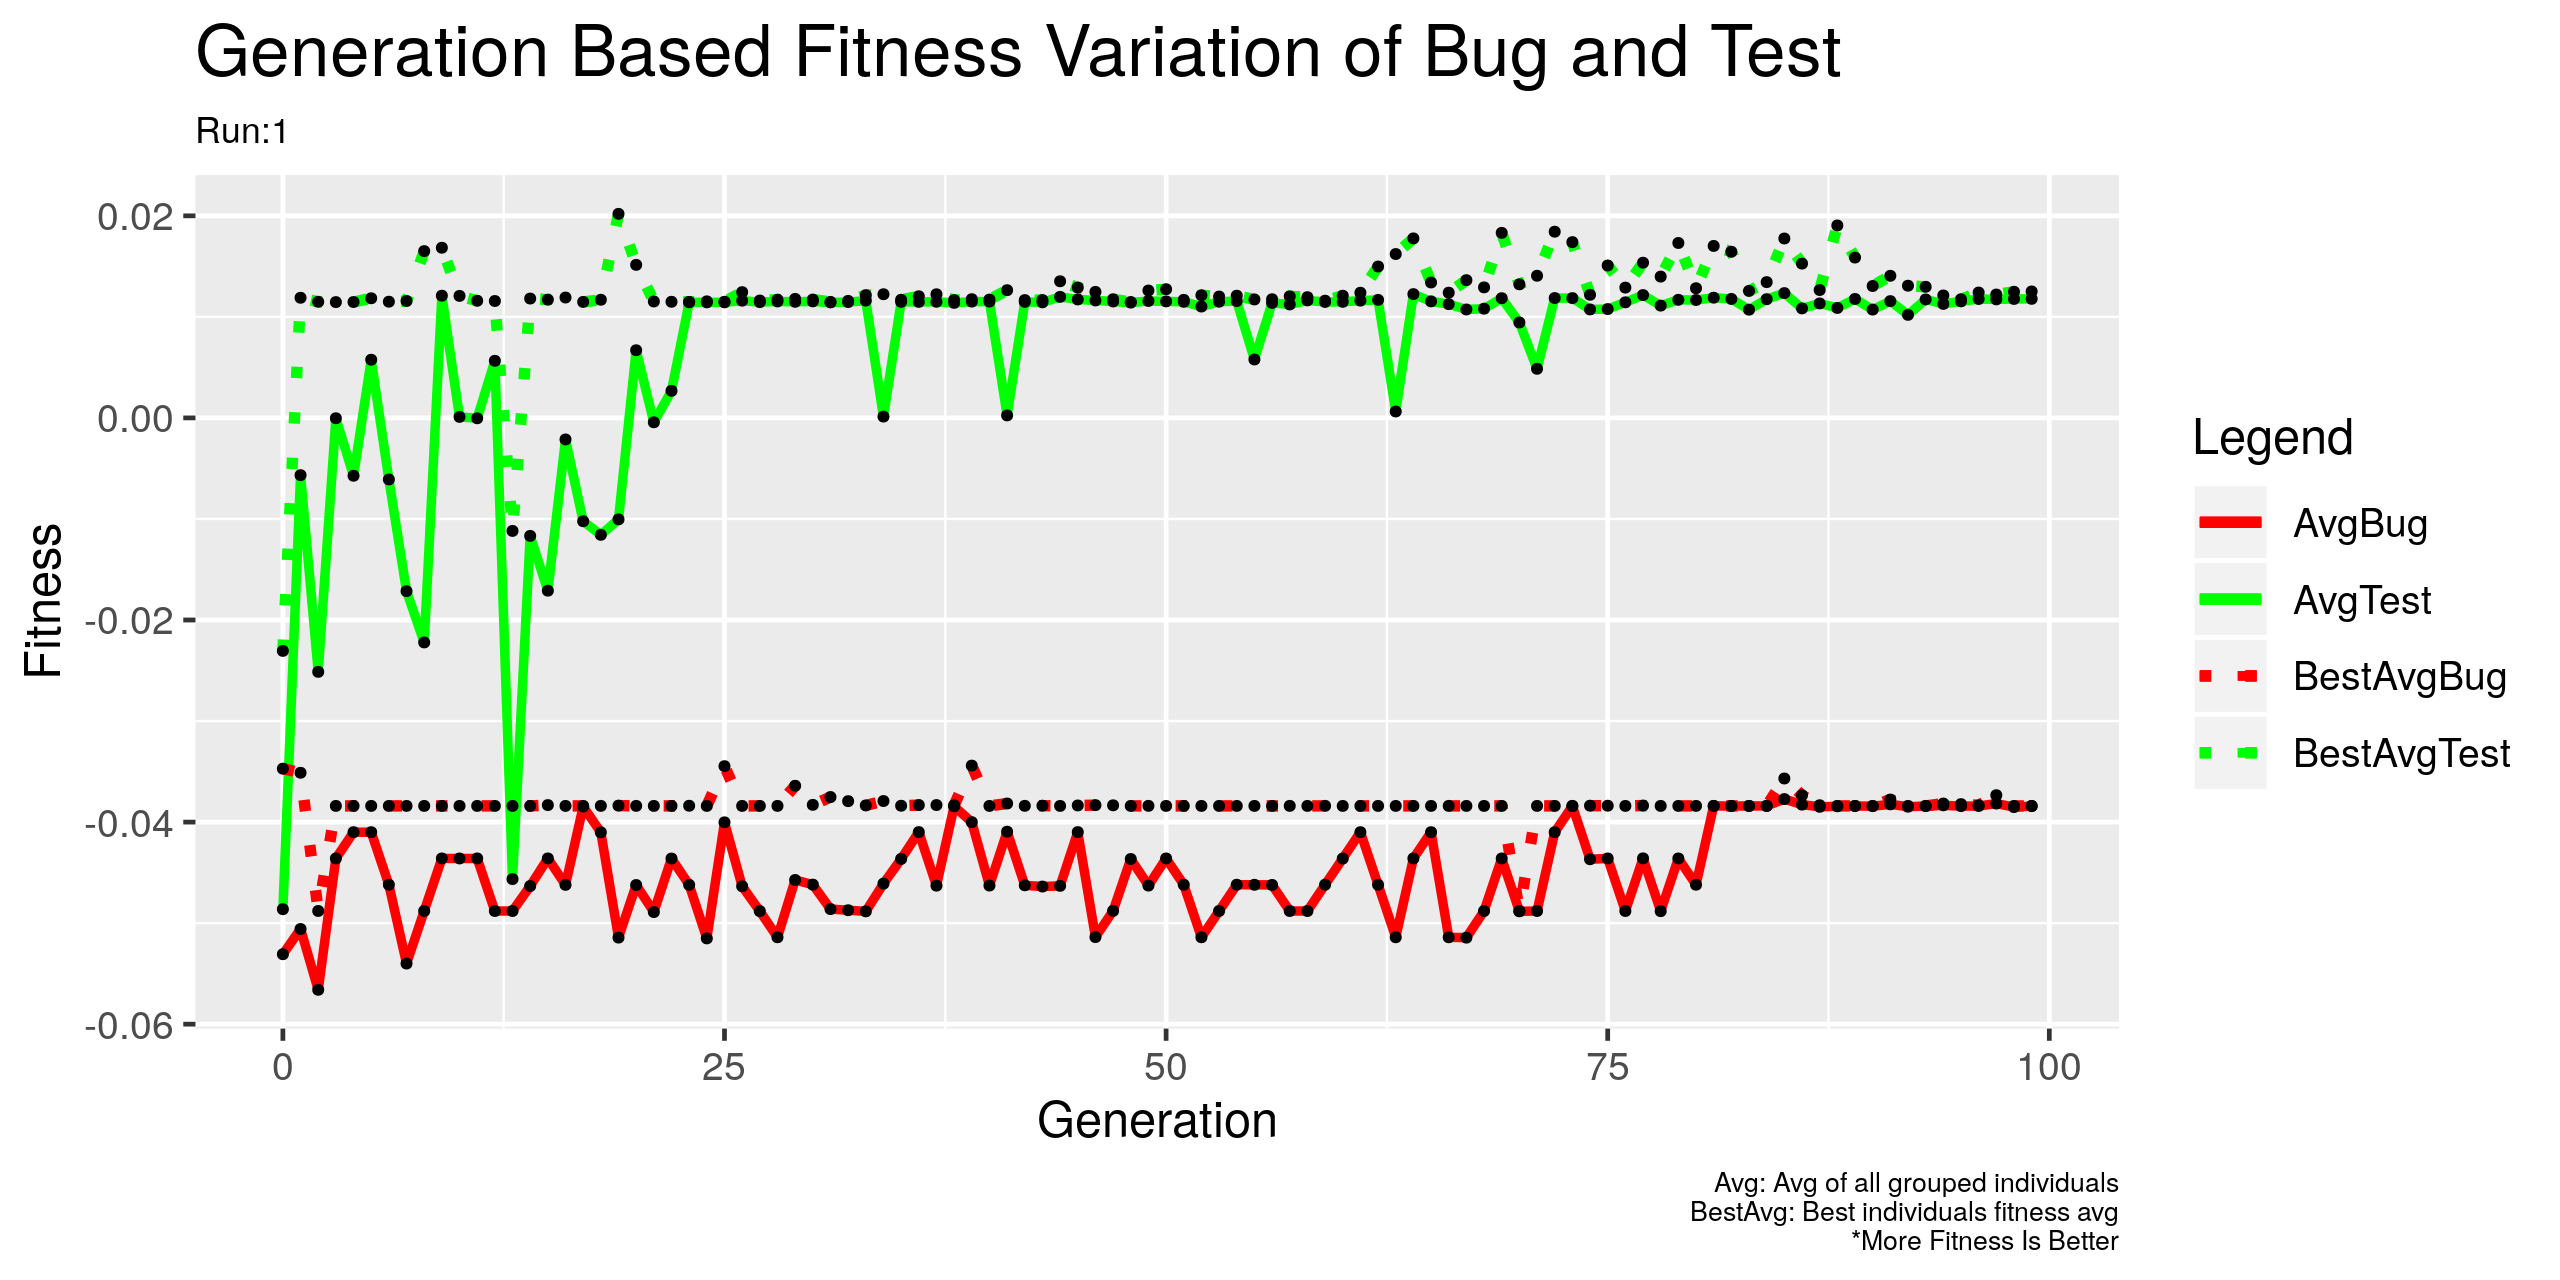 Generation Based Fitness Variation of Bug and Test
Run:1
0.02
0.00
-0.02
-0.04
-0.06
Fitness
0 25 50 75 100
Generation
Legend
AvgBug
AvgTest
BestAvgBug
BestAvgTest
Avg: Avg of all grouped individuals
BestAvg: Best individuals fitness avg
*More Fitness Is Better